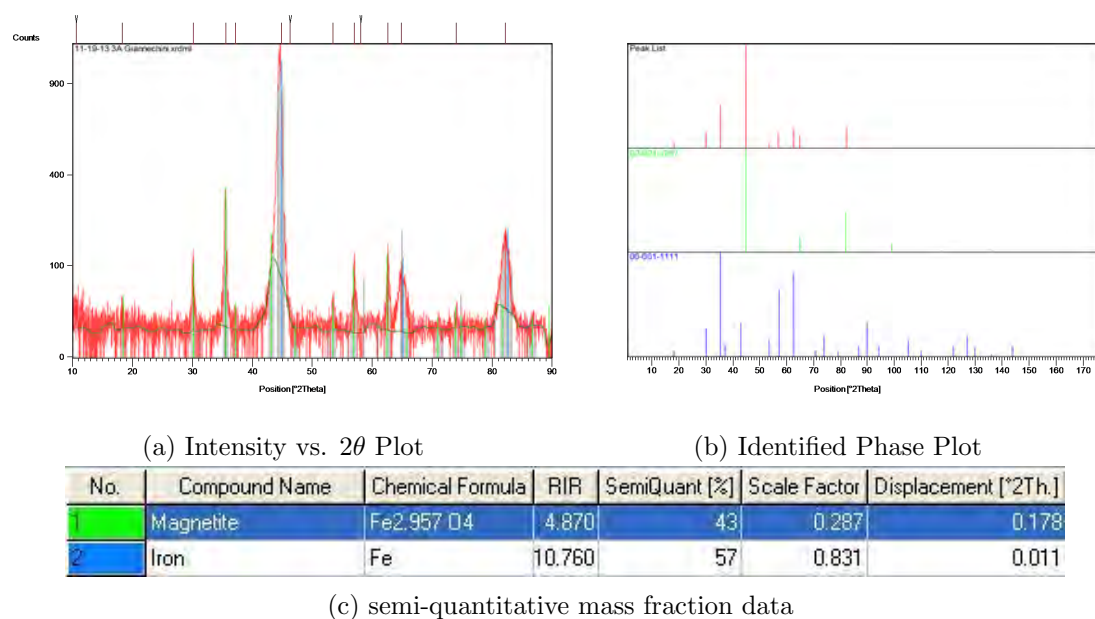 Counts
11-19-13 3A Giannechini.xrdml
900
400
100
0
10 20 30 40 50 60 70 80 90
Position [°2Theta]
Peak List
00-001-1111
10 20 30 40 50 60 70 80 90 100 110 120 130 140 150 160 170
Position [°2Theta]
(a) Intensity vs. 2θ Plot
(b) Identified Phase Plot
No. Compound Name Chemical Formula RIR SemiQuant [%] Scale Factor Displacement [°2Th.]
1 Magnetite Fe2.957 O4 4.870 43 0.287 0.178
2 Iron Fe 10.760 57 0.831 0.011
(c) semi-quantitative mass fraction data